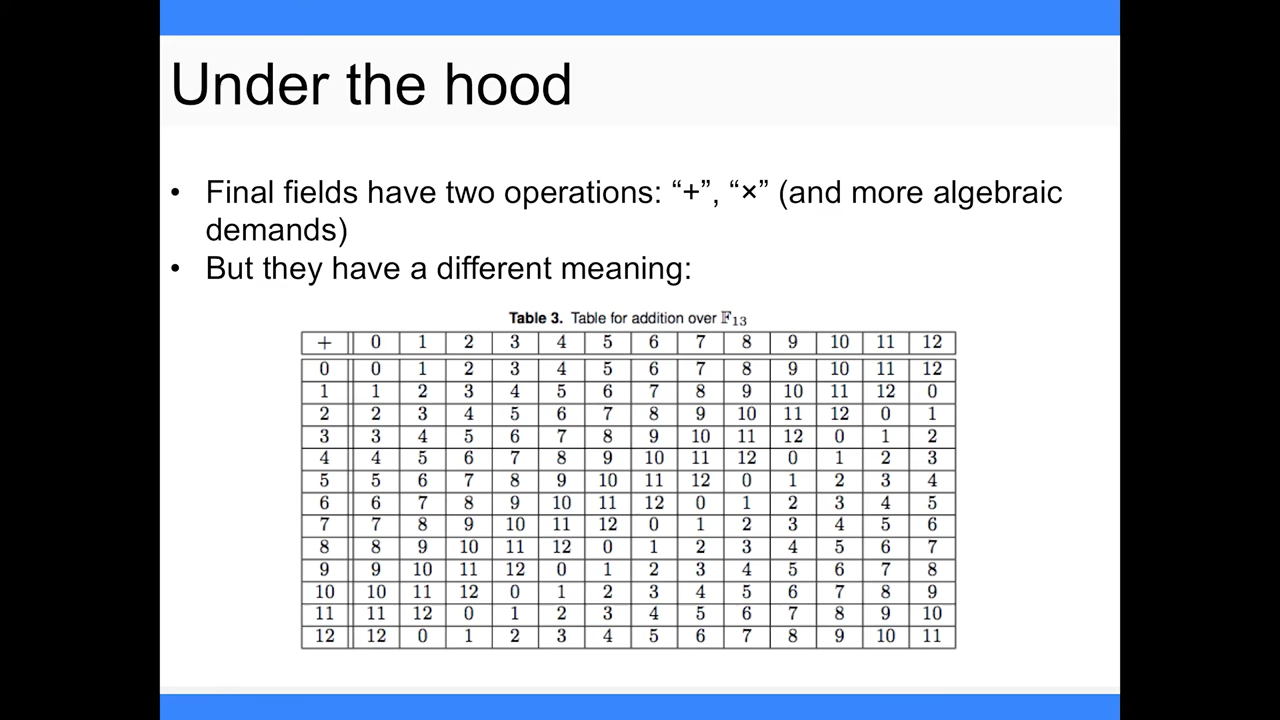 Under the hood
• Final fields have two operations: “+”, “×” (and more algebraic
demands)
• But they have a different meaning:
Table 3. Table for addition over 𝔽13
+ 0 1 2 3 4 5 6 7 8 9 10 11 12
0 0 1 2 3 4 5 6 7 8 9 10 11 12
1 1 2 3 4 5 6 7 8 9 10 11 12 0
2 2 3 4 5 6 7 8 9 10 11 12 0 1
3 3 4 5 6 7 8 9 10 11 12 0 1 2
4 4 5 6 7 8 9 10 11 12 0 1 2 3
5 5 6 7 8 9 10 11 12 0 1 2 3 4
6 6 7 8 9 10 11 12 0 1 2 3 4 5
7 7 8 9 10 11 12 0 1 2 3 4 5 6
8 8 9 10 11 12 0 1 2 3 4 5 6 7
9 9 10 11 12 0 1 2 3 4 5 6 7 8
10 10 11 12 0 1 2 3 4 5 6 7 8 9
11 11 12 0 1 2 3 4 5 6 7 8 9 10
12 12 0 1 2 3 4 5 6 7 8 9 10 11